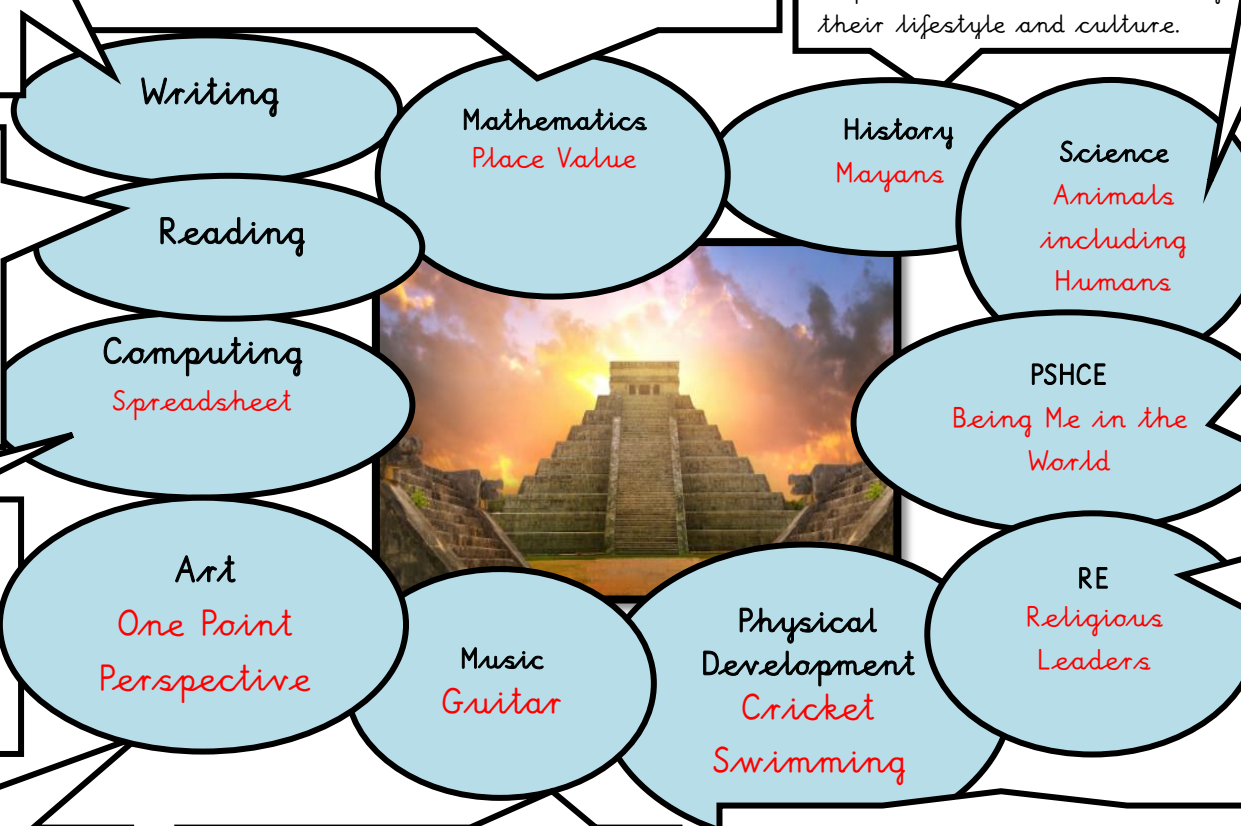 their lifestyle and culture.
Writing
Mathematics
Place Value
History
Mayans
Science
Animals
including
Humans
Reading
Computing
Spreadsheet
PSHCE
Being Me in the
World
Art
One Point
Perspective
Music
Guitar
Physical
Development
Cricket
Swimming
RE
Religious
Leaders